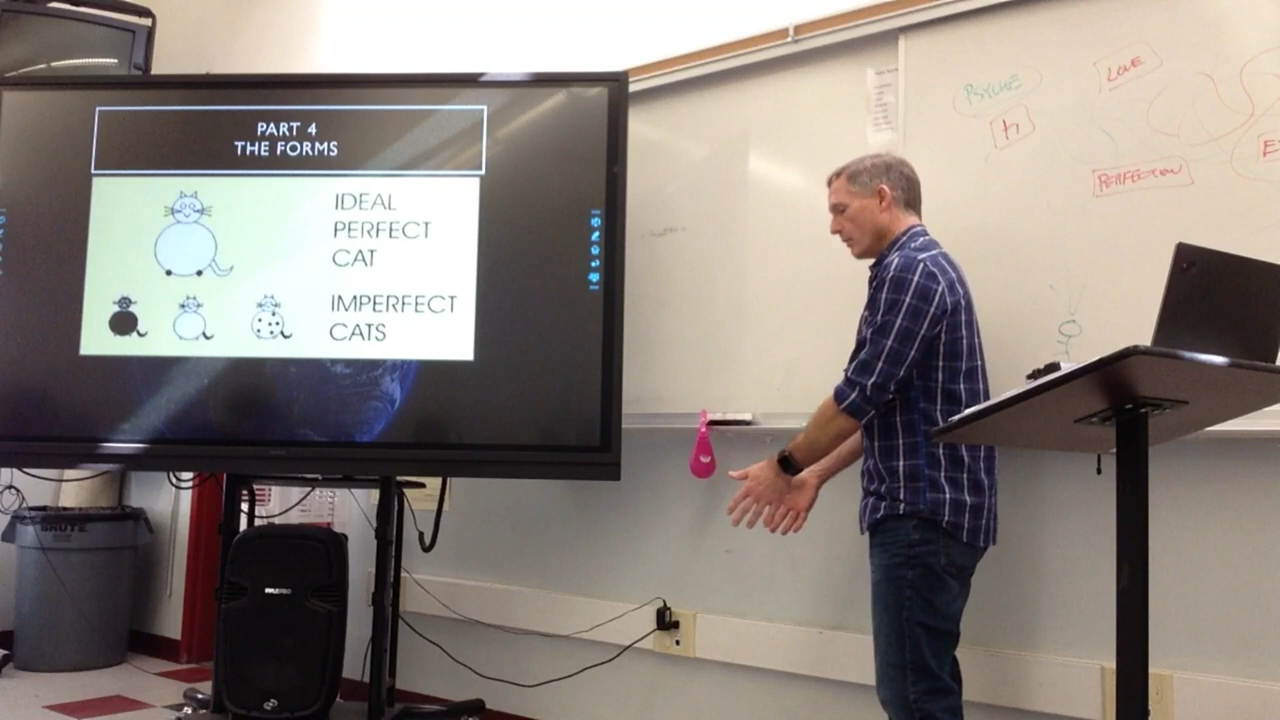 PART 4
THE FORMS
IDEAL
PERFECT
CAT
IMPERFECT
CATS
PSYCHE
LOVE
PERFECTION
BRUTE